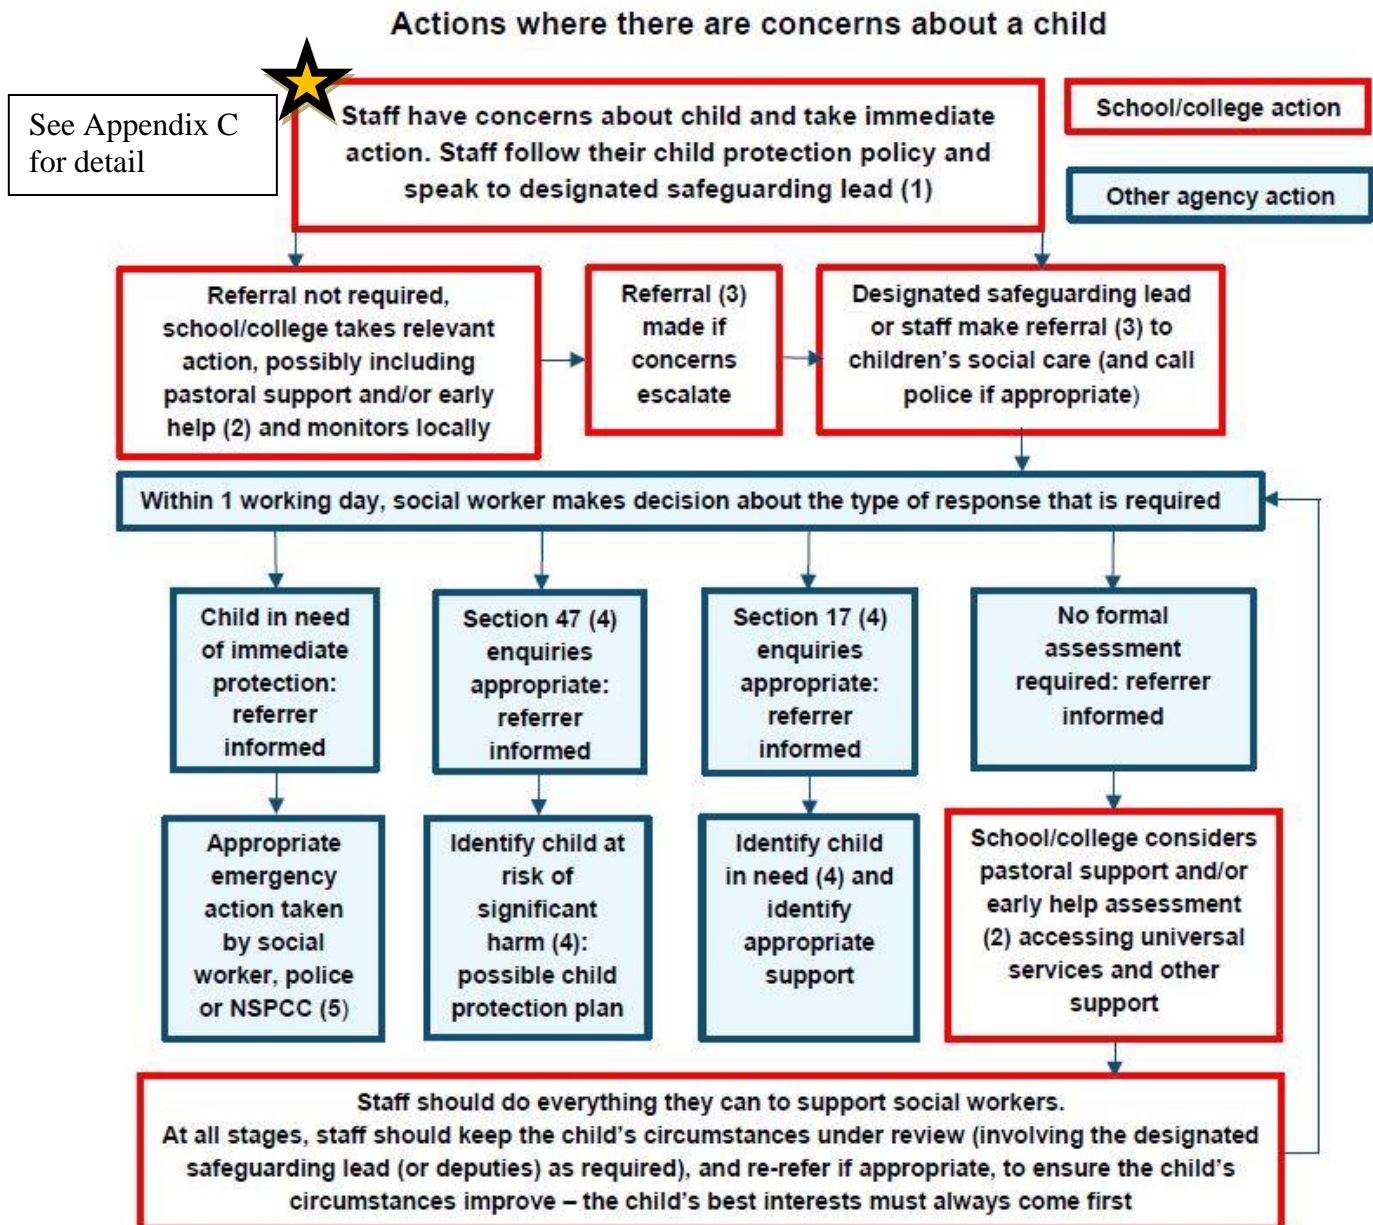 Actions where there are concerns about a child
See Appendix C
for detail
Staff have concerns about child and take immediate
action. Staff follow their child protection policy and
speak to designated safeguarding lead (1)
School/college action
Other agency action
Referral not required,
school/college takes relevant
action, possibly including
pastoral support and/or early
help (2) and monitors locally
Referral (3)
made if
concerns
escalate
Designated safeguarding lead
or staff make referral (3) to
children's social care (and call
police if appropriate)
Within 1 working day, social worker makes decision about the type of response that is required
Child in need
of immediate
protection:
referrer
informed
Section 47 (4)
enquiries
appropriate:
referrer
informed
Section 17 (4)
enquiries
appropriate:
referrer
informed
No formal
assessment
required: referrer
informed
Appropriate
emergency
action taken
by social
worker, police
or NSPCC (5)
Identify child at
risk of
significant
harm (4):
possible child
protection plan
Identify child
in need (4) and
identify
appropriate
support
School/college considers
pastoral support and/or
early help assessment
(2) accessing universal
services and other
support
Staff should do everything they can to support social workers.
At all stages, staff should keep the child's circumstances under review (involving the designated
safeguarding lead (or deputies) as required), and re-refer if appropriate, to ensure the child's
circumstances improve – the child's best interests must always come first